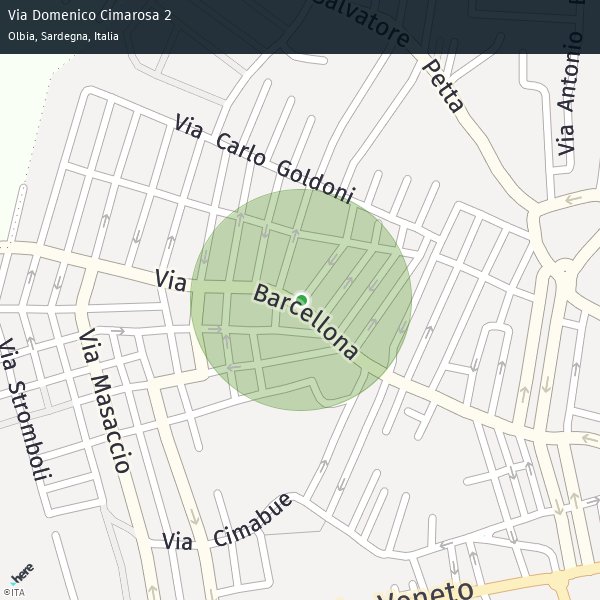 Via Domenico Cimarosa 2
Olbia, Sardegna, Italia
Salvatore Petta
Via Antonio
Via Carlo Goldoni
Via Barcellona
Via Masaccio
Via Stromboli
Via Cimabue
Veneto
here
©ITA